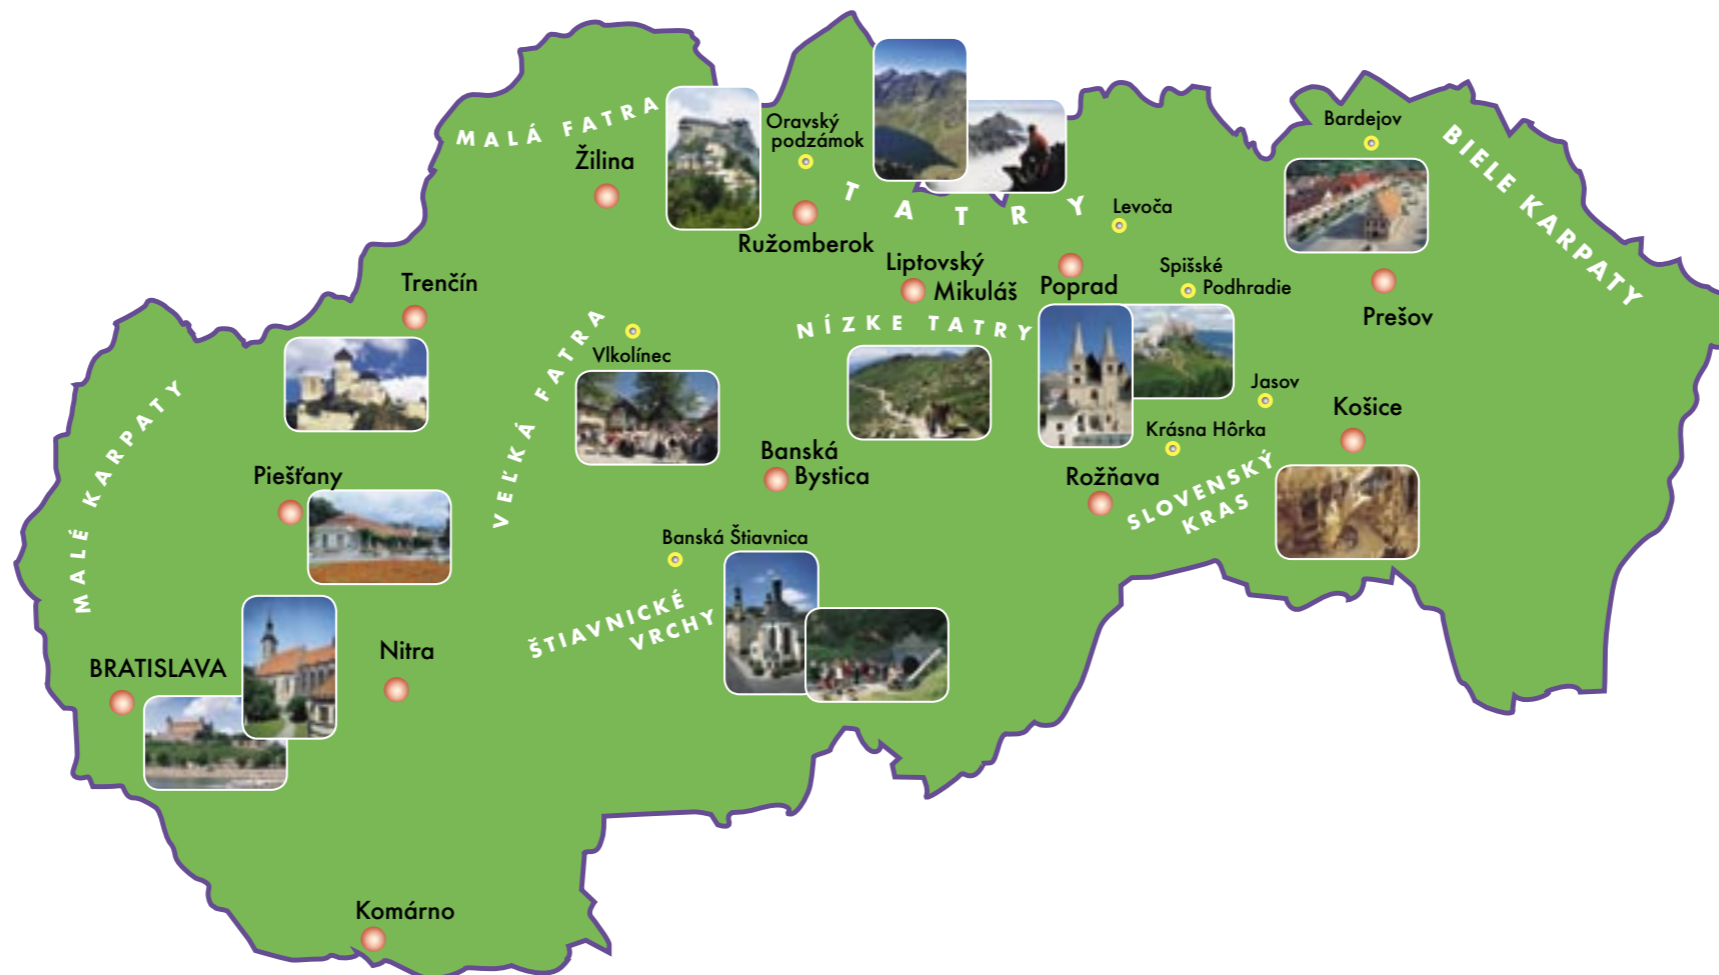 MALÁ FATRA
Žilina
Oravský
podzámok
Ružomberok
TATRY
Levoča
Bardejov
BIELE KARPATY
Liptovský
Mikuláš
Poprad
Spišské
Podhradie
Prešov
Trenčín
NÍZKE TATRY
VEĽKÁ FATRA
Vlkolínec
MALÉ KARPATY
Jasov
Košice
Krásna Hôrka
Piešťany
Banská
Bystica
Rožňava
SLOVENSKÝ
KRAS
Banská Štiavnica
ŠTIAVNICKÉ
VRCHY
BRATISLAVA
Nitra
Komárno